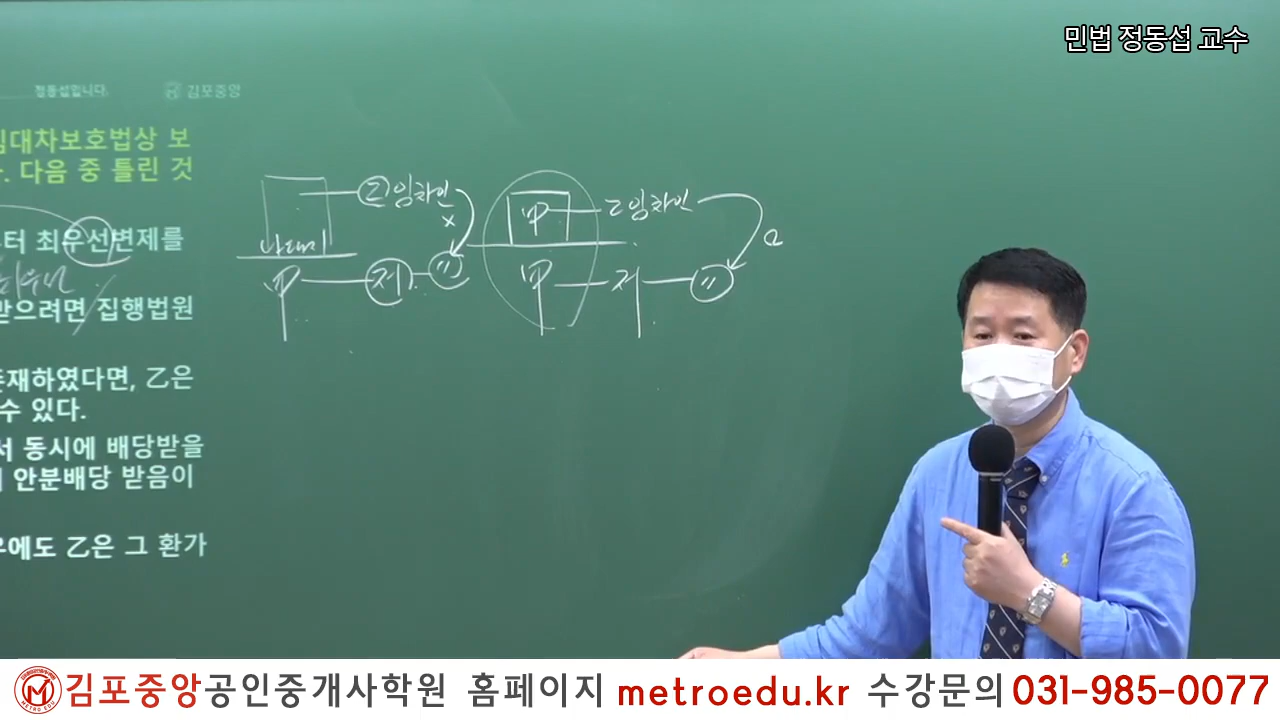 민법 정동섭 교수
정동섭입니다. 김포중앙
임대차보호법상 보
. 다음 중 틀린 것
터 최우선변제를
최우선
받으려면 집행법원
존재하였다면, 乙은
수 있다.
서 동시에 배당받을
안분배당 받음이
에도 乙은 그 환가
나대지 乙 임차인 x
甲 저 〃
甲 乙 임차인
甲 저 〃
METRO EDU
김포중앙공인중개사학원 홈페이지 metroedu.kr 수강문의 031-985-0077